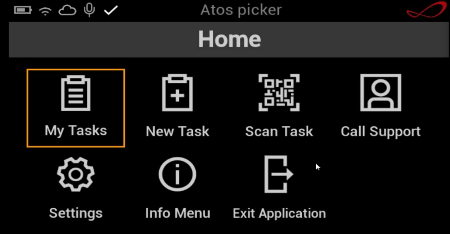 Atos picker
Home
My Tasks
New Task
Scan Task
Call Support
Settings
Info Menu
Exit Application